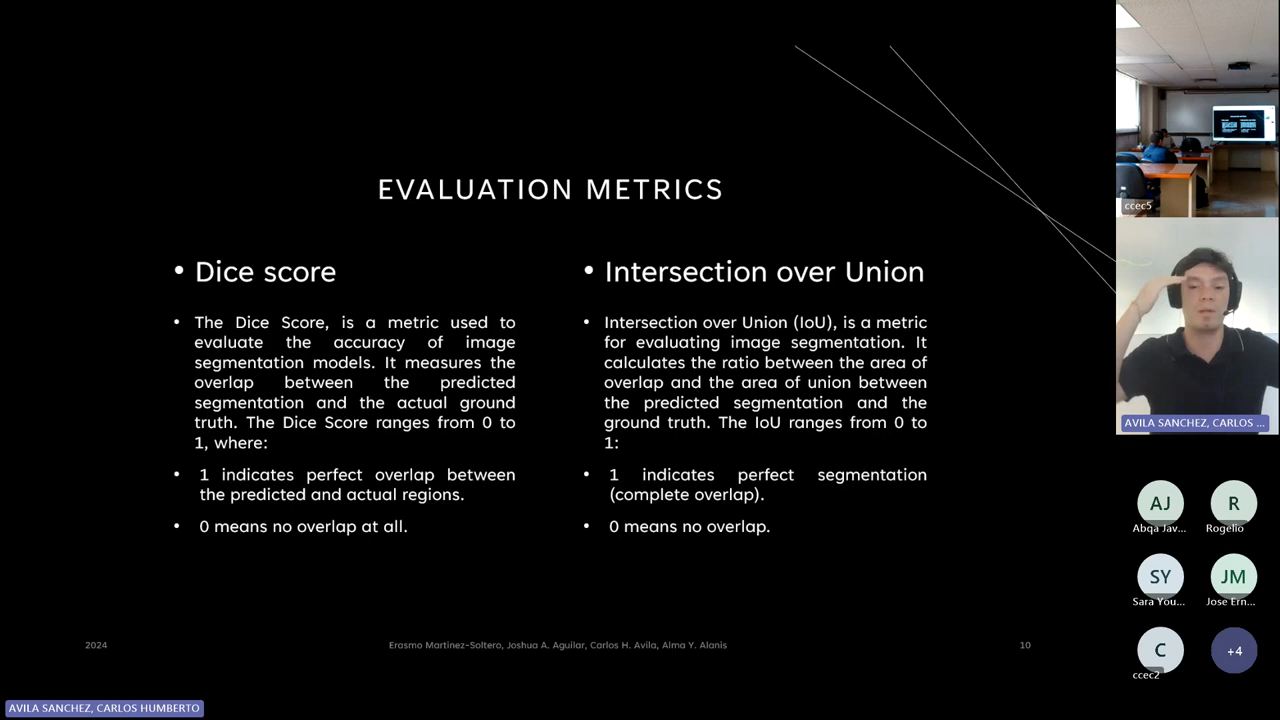 EVALUATION METRICS
• Dice score
• The Dice Score, is a metric used to
evaluate the accuracy of image
segmentation models. It measures the
overlap between the predicted
segmentation and the actual ground
truth. The Dice Score ranges from 0 to
1, where:
• 1 indicates perfect overlap between
the predicted and actual regions.
• 0 means no overlap at all.
• Intersection over Union
• Intersection over Union (IoU), is a metric
for evaluating image segmentation. It
calculates the ratio between the area of
overlap and the area of union between
the predicted segmentation and the
ground truth. The IoU ranges from 0 to
1:
• 1 indicates perfect segmentation
(complete overlap).
• 0 means no overlap.
2024
Erasmo Martinez-Soltero, Joshua A. Aguilar, Carlos H. Avila, Alma Y. Alanis
10
AVILA SANCHEZ, CARLOS HUMBERTO
ccec5
AVILA SANCHEZ, CARLOS ...
AJ
Abqa Jav...
R
Rogelio
SY
Sara You...
JM
Jose Ern...
C
ccec2
+4